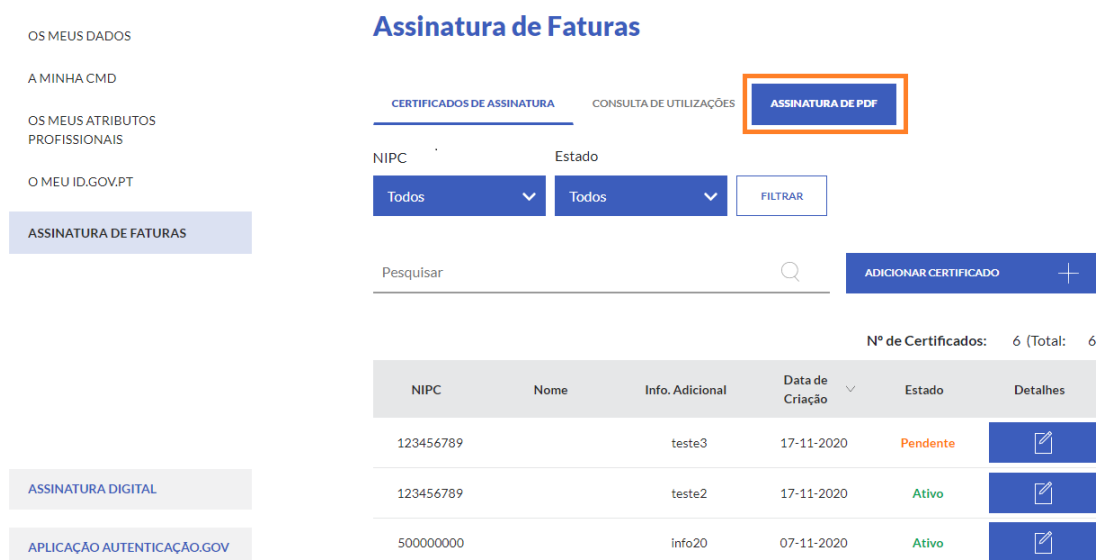 OS MEUS DADOS
A MINHA CMD
OS MEUS ATRIBUTOS
PROFISSIONAIS
O MEU ID.GOV.PT
ASSINATURA DE FATURAS
ASSINATURA DIGITAL
APLICAÇÃO AUTENTICAÇÃO.GOV
Assinatura de Faturas
CERTIFICADOS DE ASSINATURA CONSULTA DE UTILIZAÇÕES ASSINATURA DE PDF
NIPC Estado
Todos Todos FILTRAR
Pesquisar ADICIONAR CERTIFICADO
Nº de Certificados: 6 (Total: 6
NIPC Nome Info. Adicional Data de Criação Estado Detalhes
123456789 teste3 17-11-2020 Pendente
123456789 teste2 17-11-2020 Ativo
500000000 info20 07-11-2020 Ativo